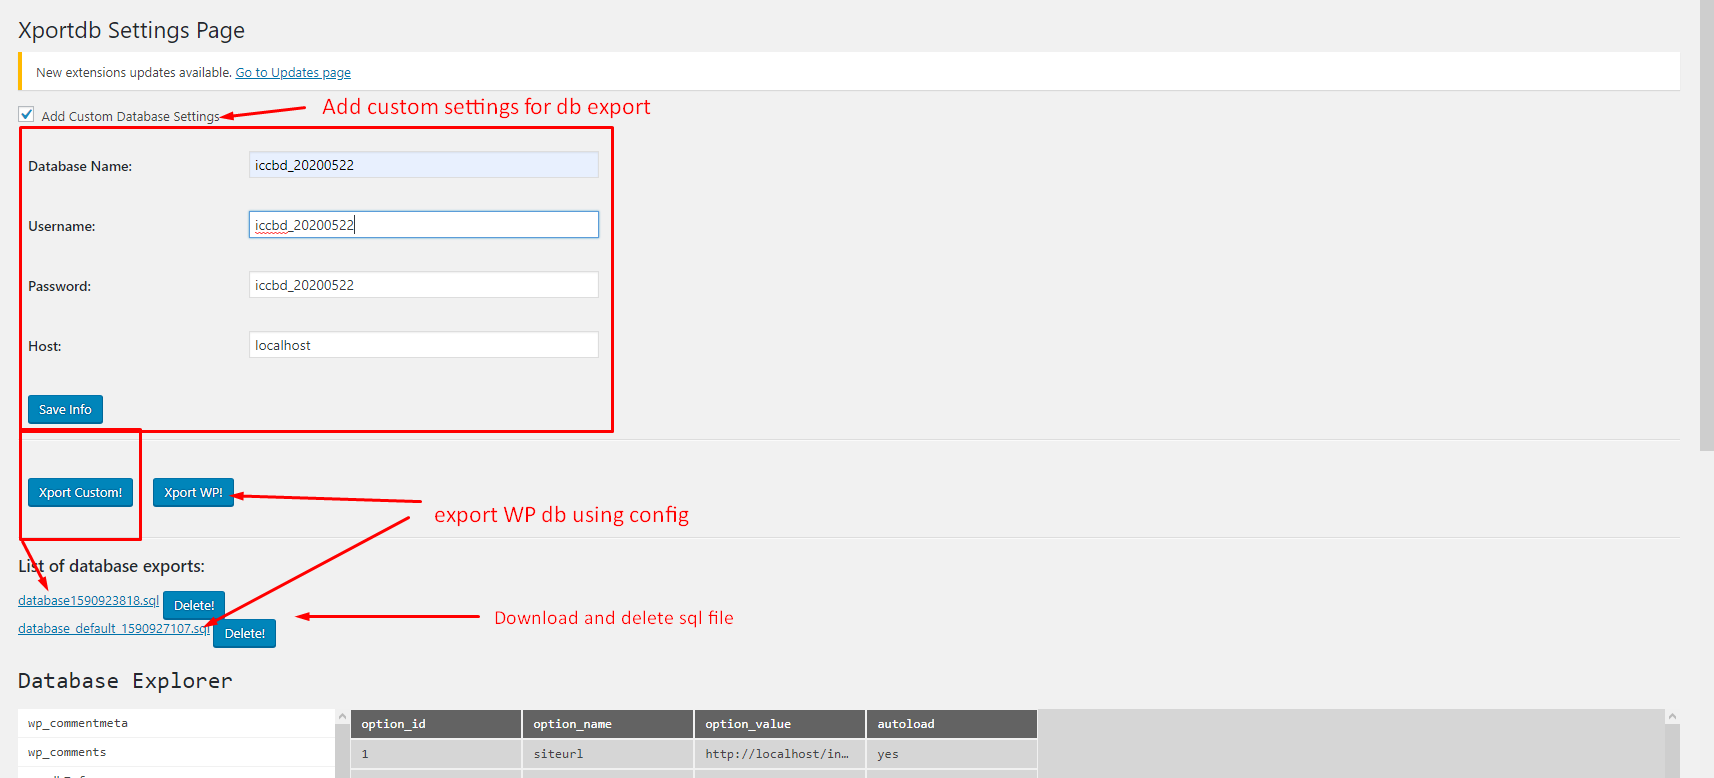 Xportdb Settings Page
New extensions updates available. Go to Updates page
Add Custom Database Settings
Add custom settings for db export
Database Name: iccbd_20200522
Username: iccbd_20200522
Password: iccbd_20200522
Host: localhost
Save Info
Xport Custom! Xport WP!
export WP db using config
List of database exports:
database1590923818.sql Delete!
database_default_1590927107.sql Delete!
Download and delete sql file
Database Explorer
wp_commentmeta
wp_comments
option_id option_name option_value autoload
1 siteurl http://localhost/in… yes